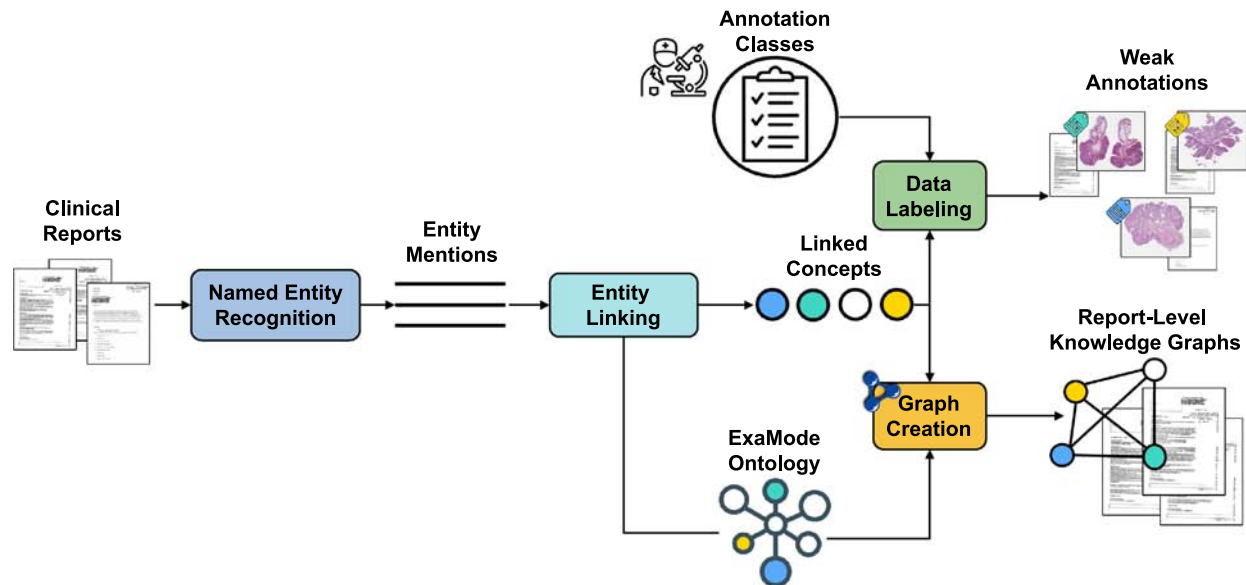 Annotation
Classes
Weak
Annotations
Data
Labeling
Clinical
Reports
Entity
Mentions
Named Entity
Recognition
Entity
Linking
Linked
Concepts
Report-Level
Knowledge Graphs
Graph
Creation
ExaMode
Ontology